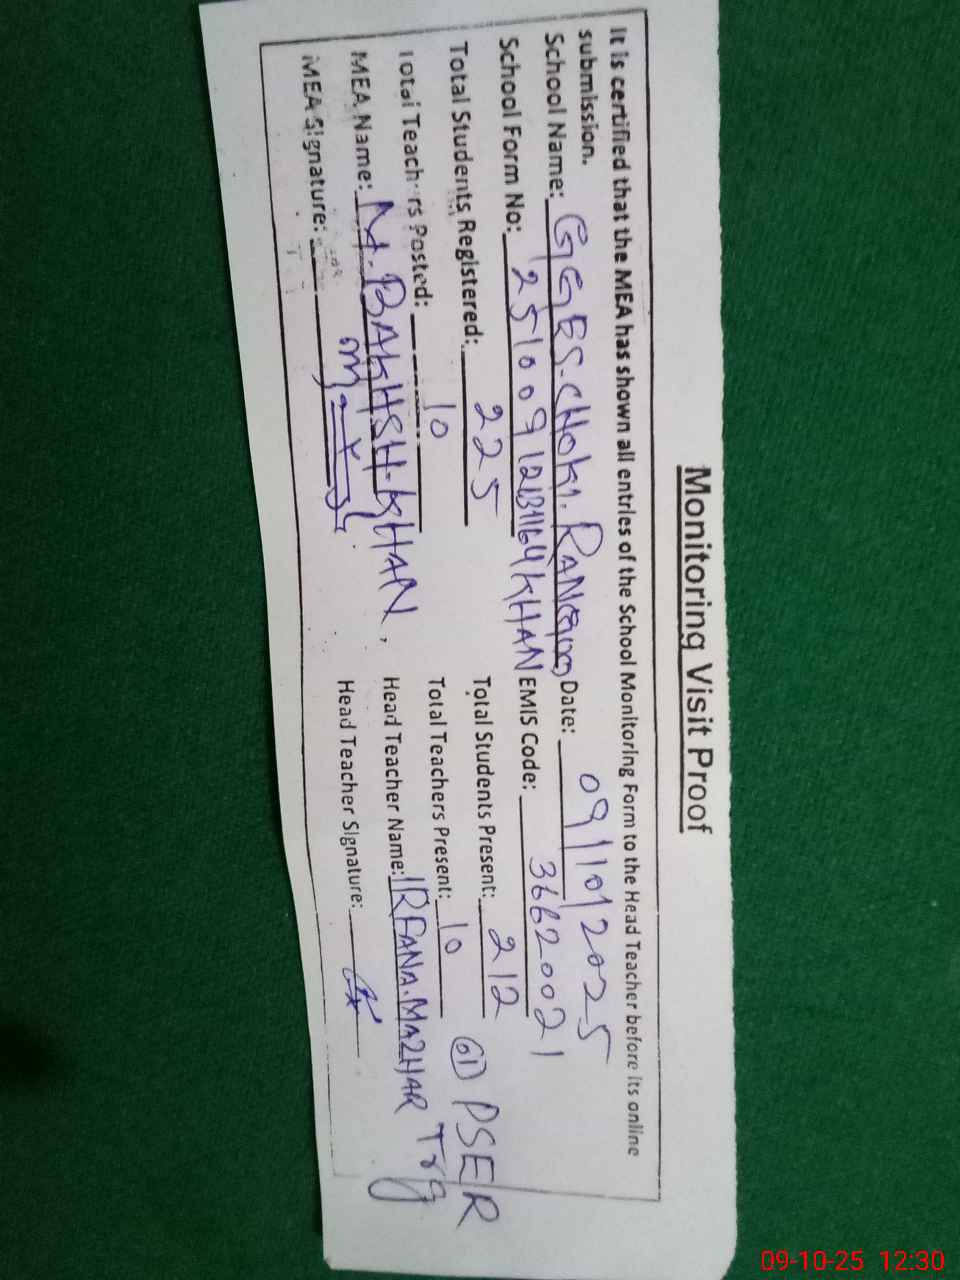 Monitoring Visit Proof
It is certified that the MEA has shown all entries of the School Monitoring Form to the Head Teacher before its online
submission.
School Name: GGES. CHOKI. Date: 09/10/2025
School Form No: KHAN EMIS Code: 36620021
Total Students Registered: 225 Total Students Present: 212
Total Teachers Posted: 10 Total Teachers Present: 10 01 PSER
MEA Name: M. BAKHSH. KHAN, Head Teacher Name: IRFANA. MAZHAR Trg
MEA Signature: Head Teacher Signature:
09-10-25 12:30